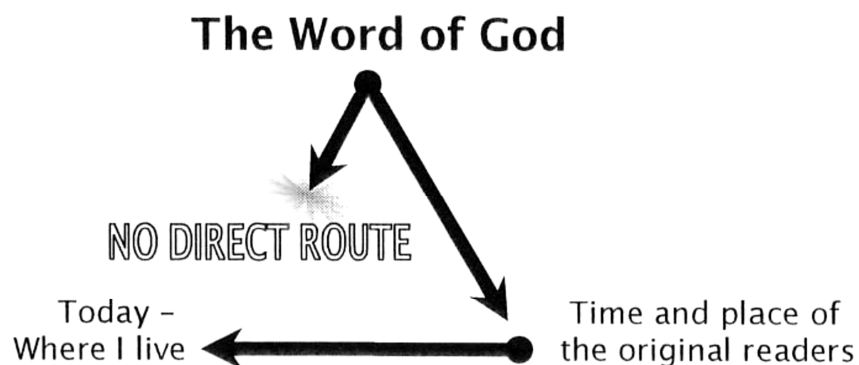 The Word of God
NO DIRECT ROUTE
Today –
Where I live
Time and place of
the original readers